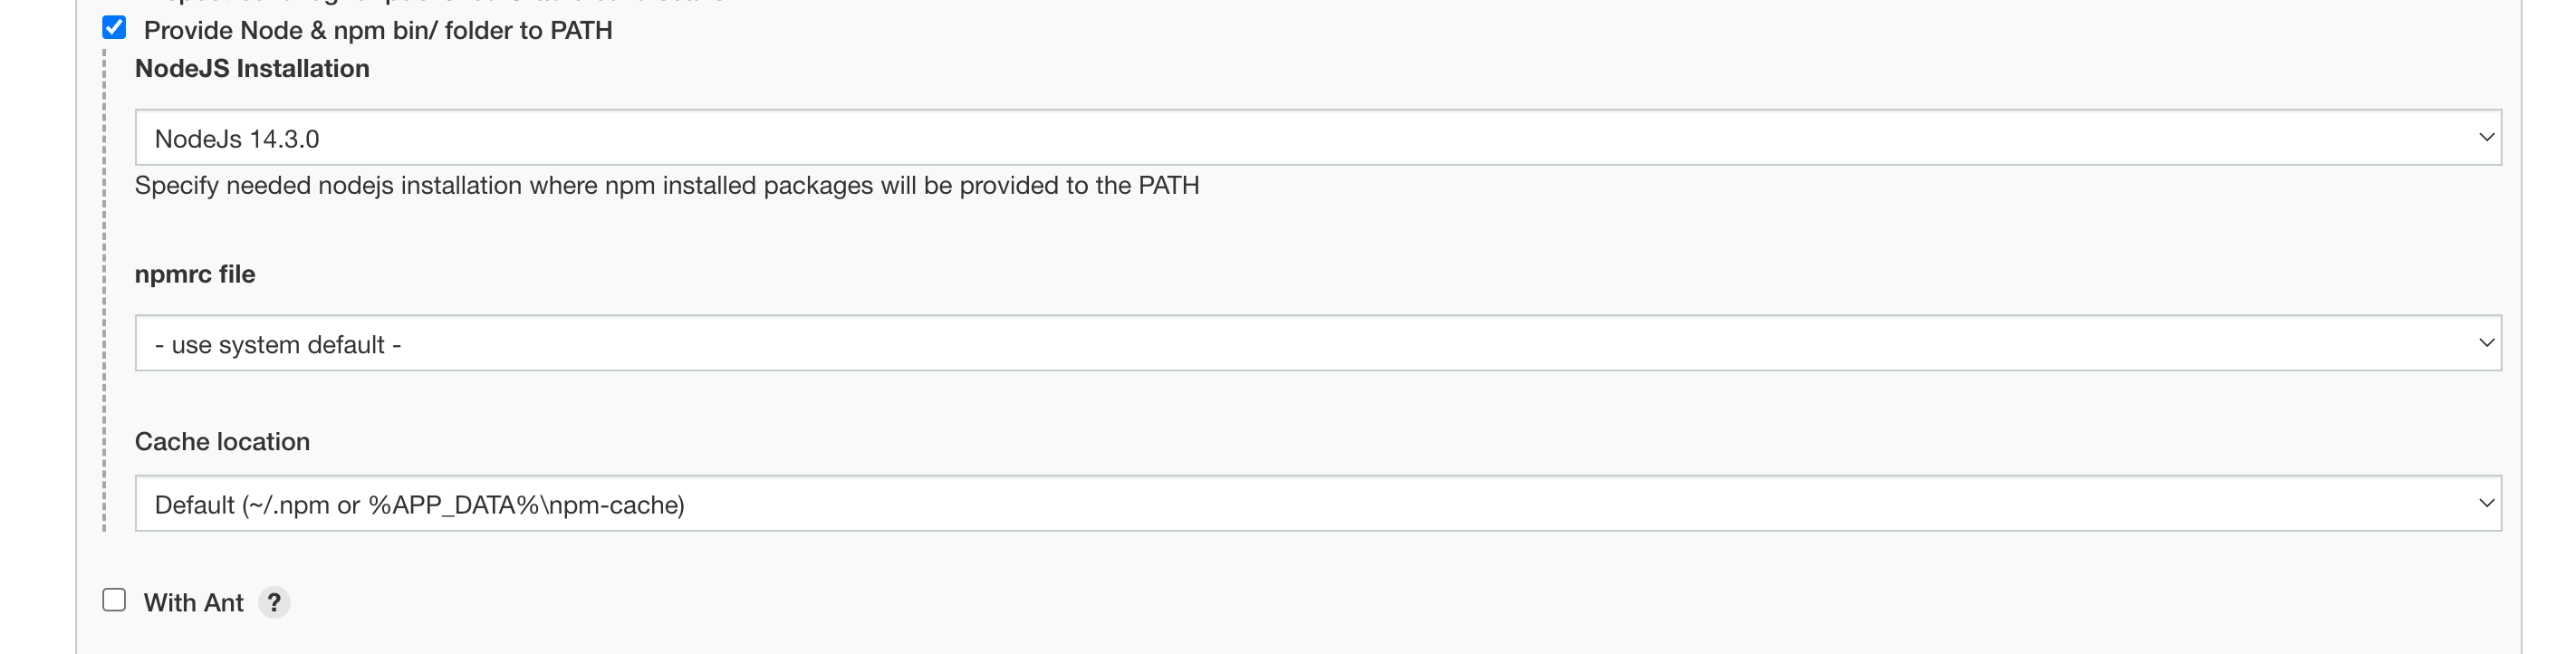 Provide Node & npm bin/ folder to PATH
NodeJS Installation
NodeJs 14.3.0
Specify needed nodejs installation where npm installed packages will be provided to the PATH
npmrc file
- use system default -
Cache location
Default (~/.npm or %APP_DATA%\npm-cache)
With Ant ?